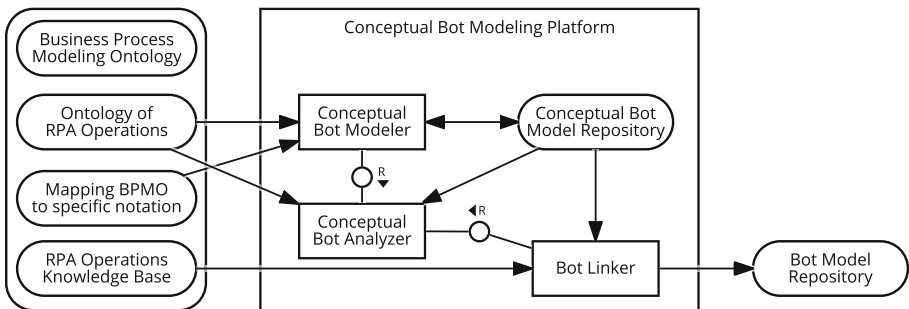 Conceptual Bot Modeling Platform
Business Process
Modeling Ontology
Ontology of
RPA Operations
Mapping BPMO
to specific notation
RPA Operations
Knowledge Base
Conceptual
Bot Modeler
Conceptual Bot
Model Repository
R
Conceptual
Bot Analyzer
R
Bot Linker
Bot Model
Repository